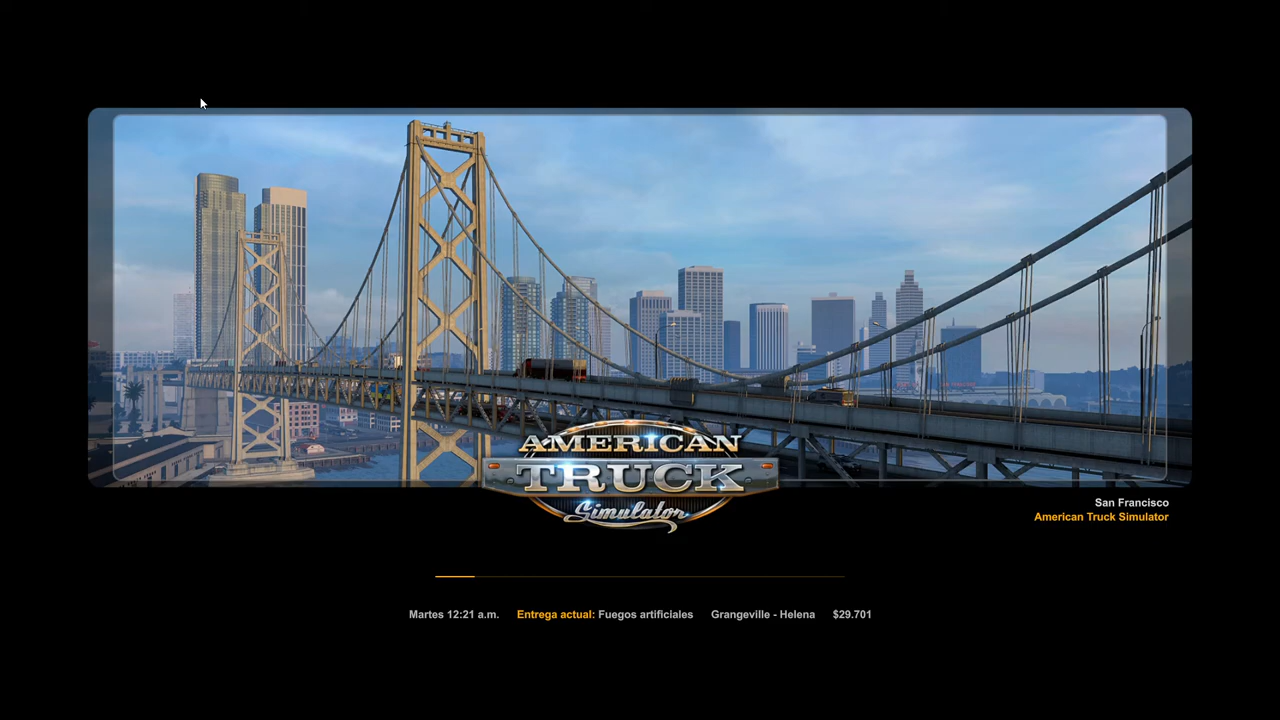 AMERICAN
TRUCK
Simulator
San Francisco
American Truck Simulator
Martes 12:21 a.m. Entrega actual: Fuegos artificiales Grangeville - Helena $29.701